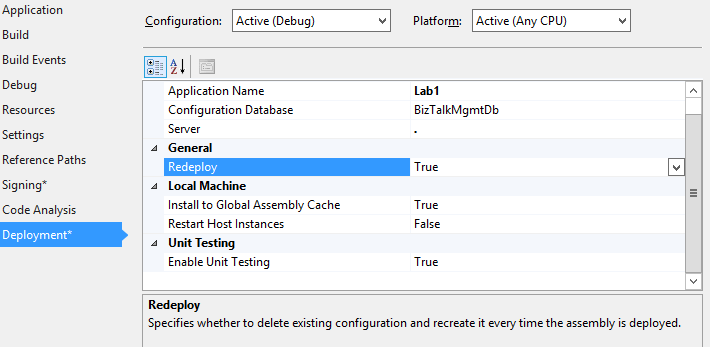 Application
Build
Build Events
Debug
Resources
Settings
Reference Paths
Signing*
Code Analysis
Deployment*
Configuration: Active (Debug) Platform: Active (Any CPU)
Application Name Lab1
Configuration Database BizTalkMgmtDb
Server .
General
Redeploy True
Local Machine
Install to Global Assembly Cache True
Restart Host Instances False
Unit Testing
Enable Unit Testing True
Redeploy
Specifies whether to delete existing configuration and recreate it every time the assembly is deployed.